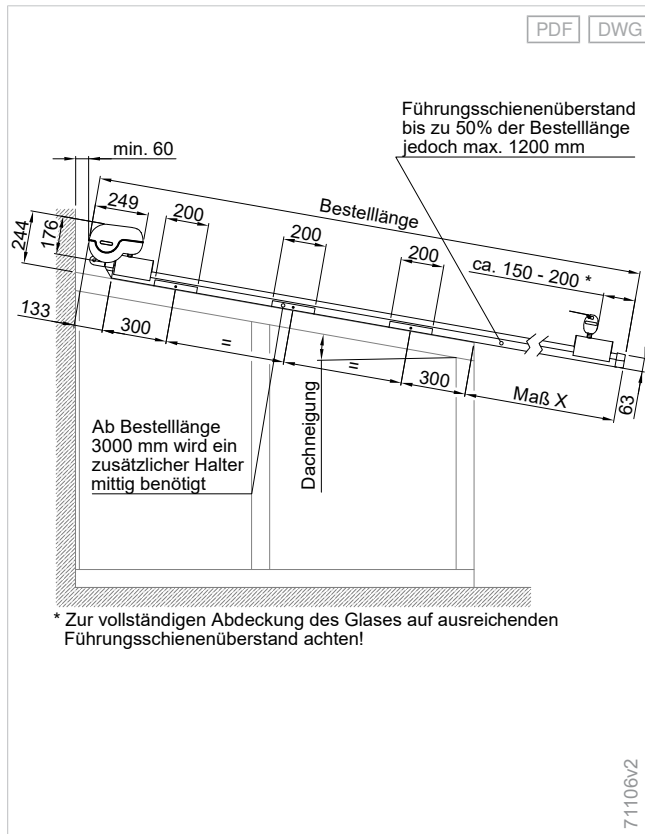 PDF DWG
Führungsschienenüberstand
bis zu 50% der Bestelllänge
jedoch max. 1200 mm
min. 60
Bestelllänge
249
200
200
200
ca. 150 - 200 *
244
176
133
300
=
=
300
Maß X
63
Dachneigung
Ab Bestelllänge
3000 mm wird ein
zusätzlicher Halter
mittig benötigt
* Zur vollständigen Abdeckung des Glases auf ausreichenden
Führungsschienenüberstand achten!
71106v2